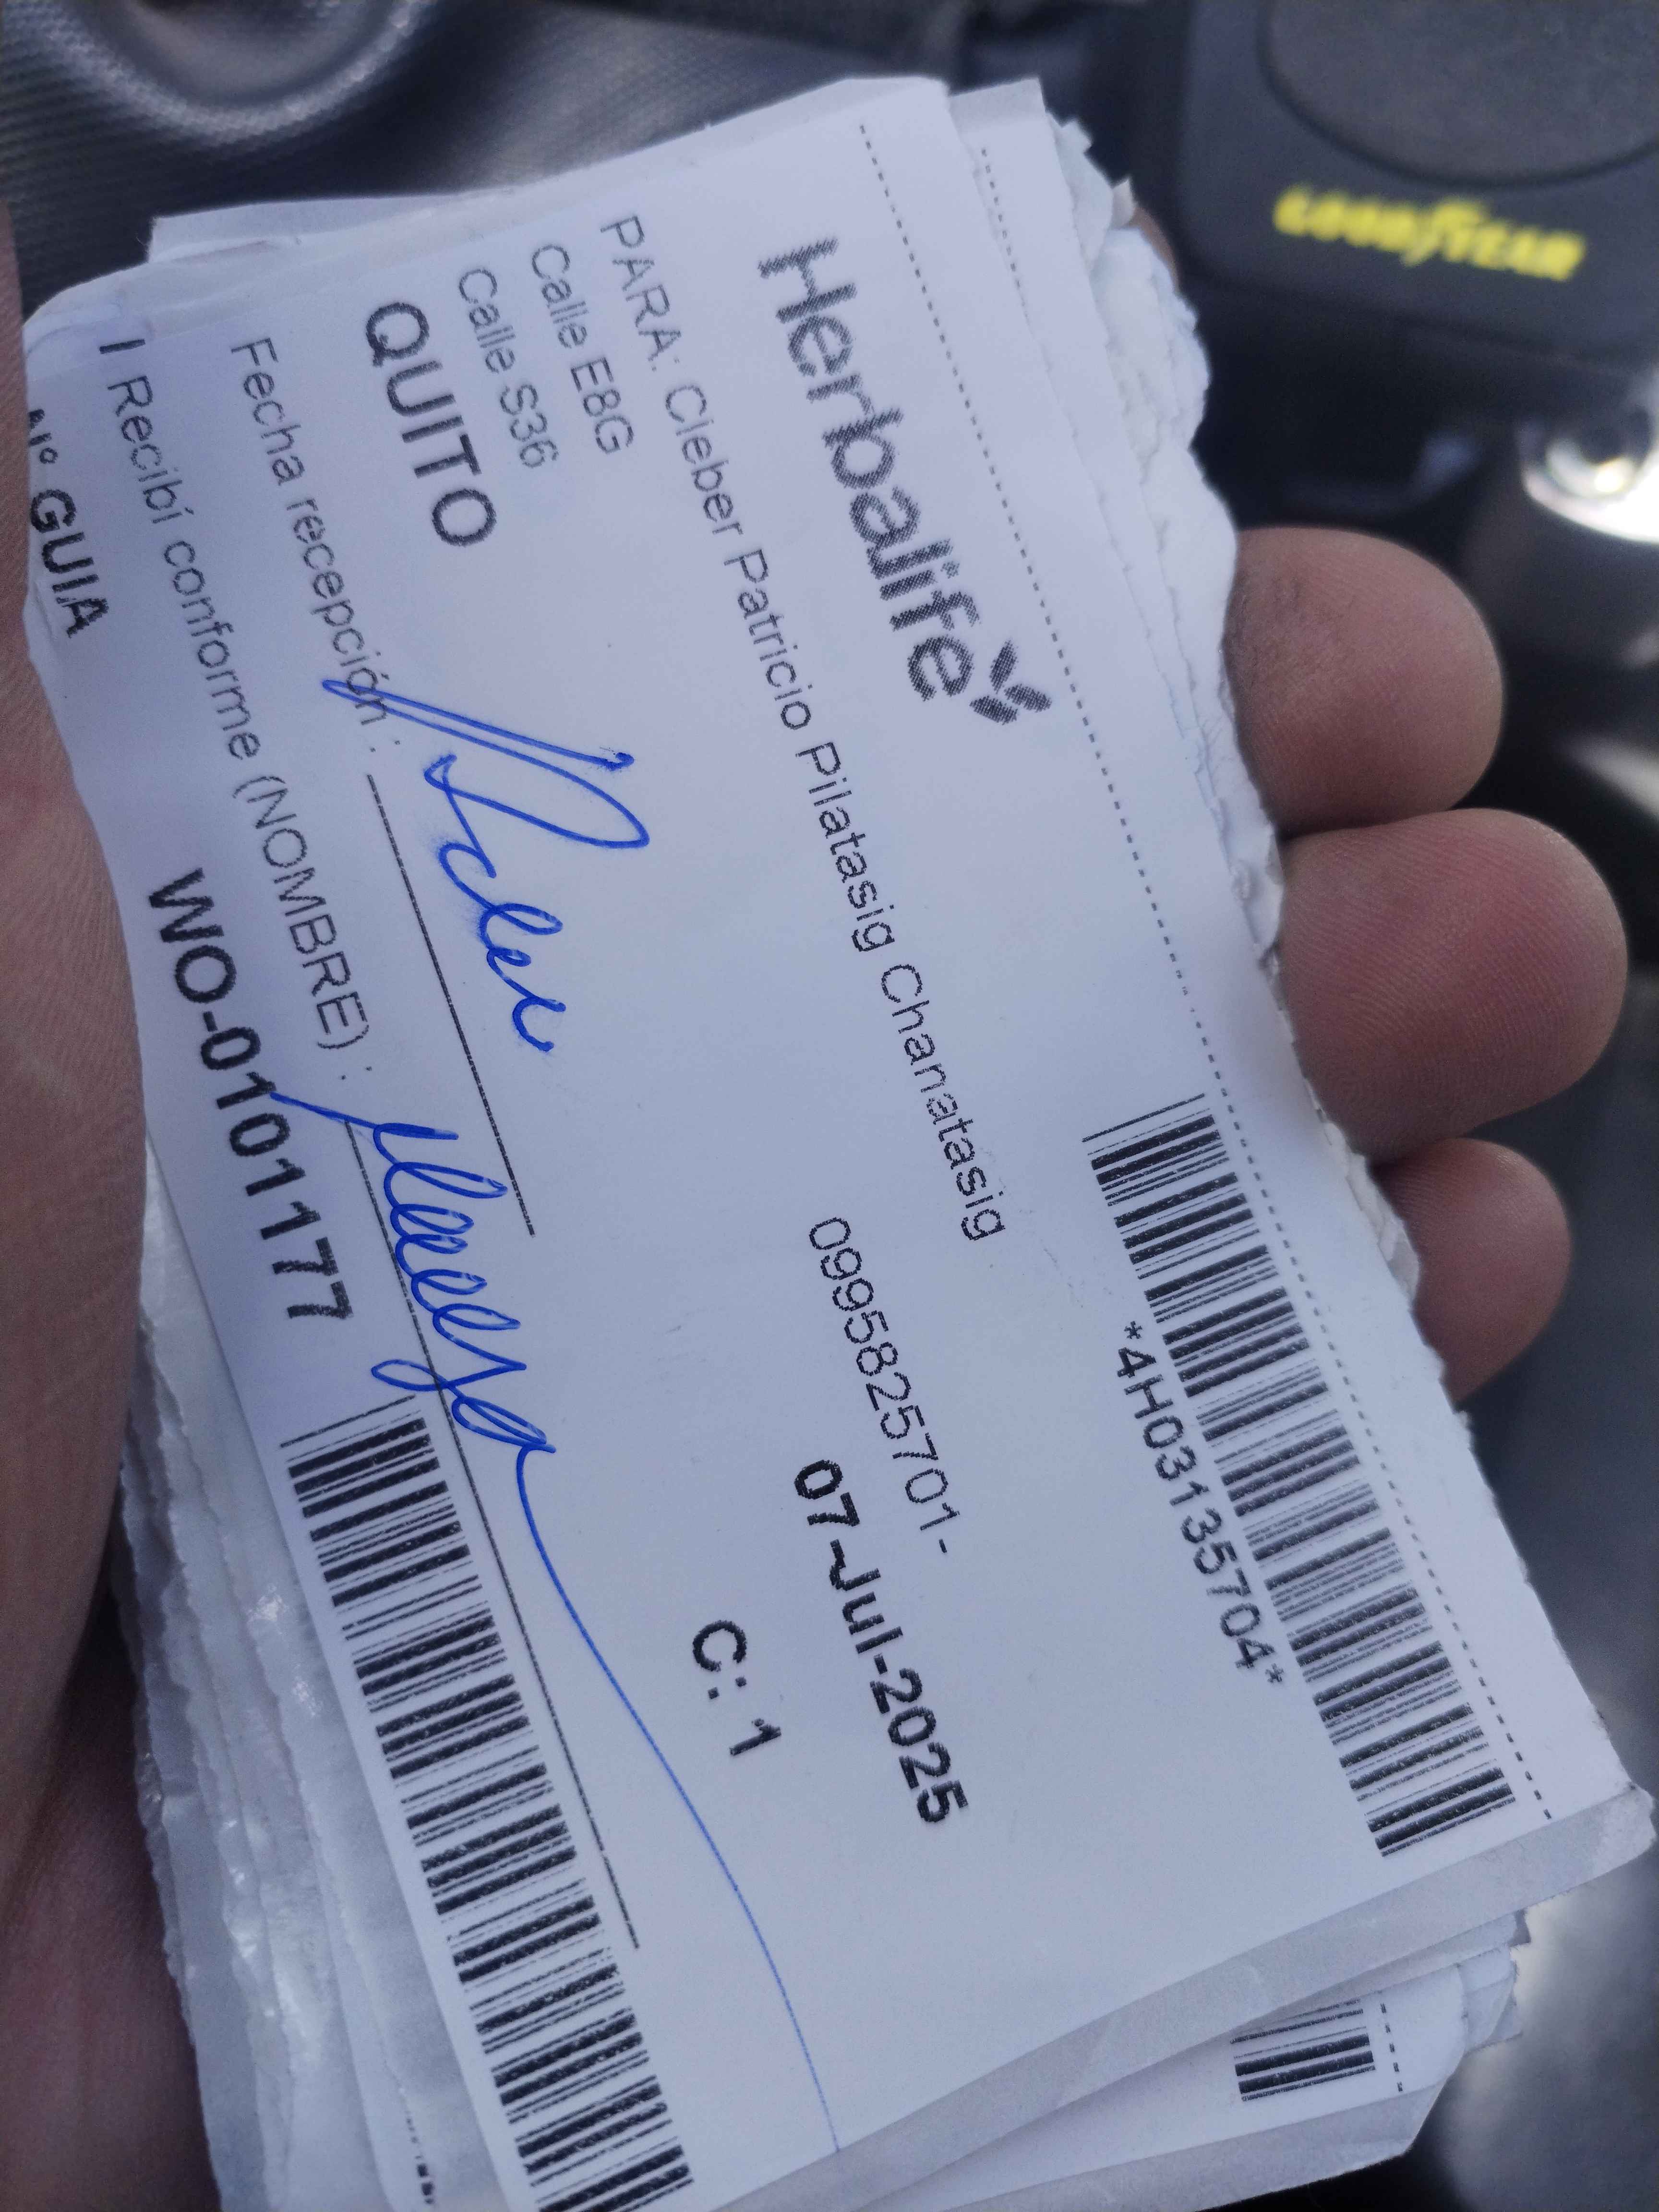 *4H03135704*
Herbalife
PARA: Cleber Patricio Pilatasig Chanatasig
Calle E8G 0995825701-
Calle S36 07-Jul-2025
QUITO C: 1
Fecha recepción :
/ Recibí conforme (NOMBRE) :
N° GUIA WO-0101177
GOODYEAR